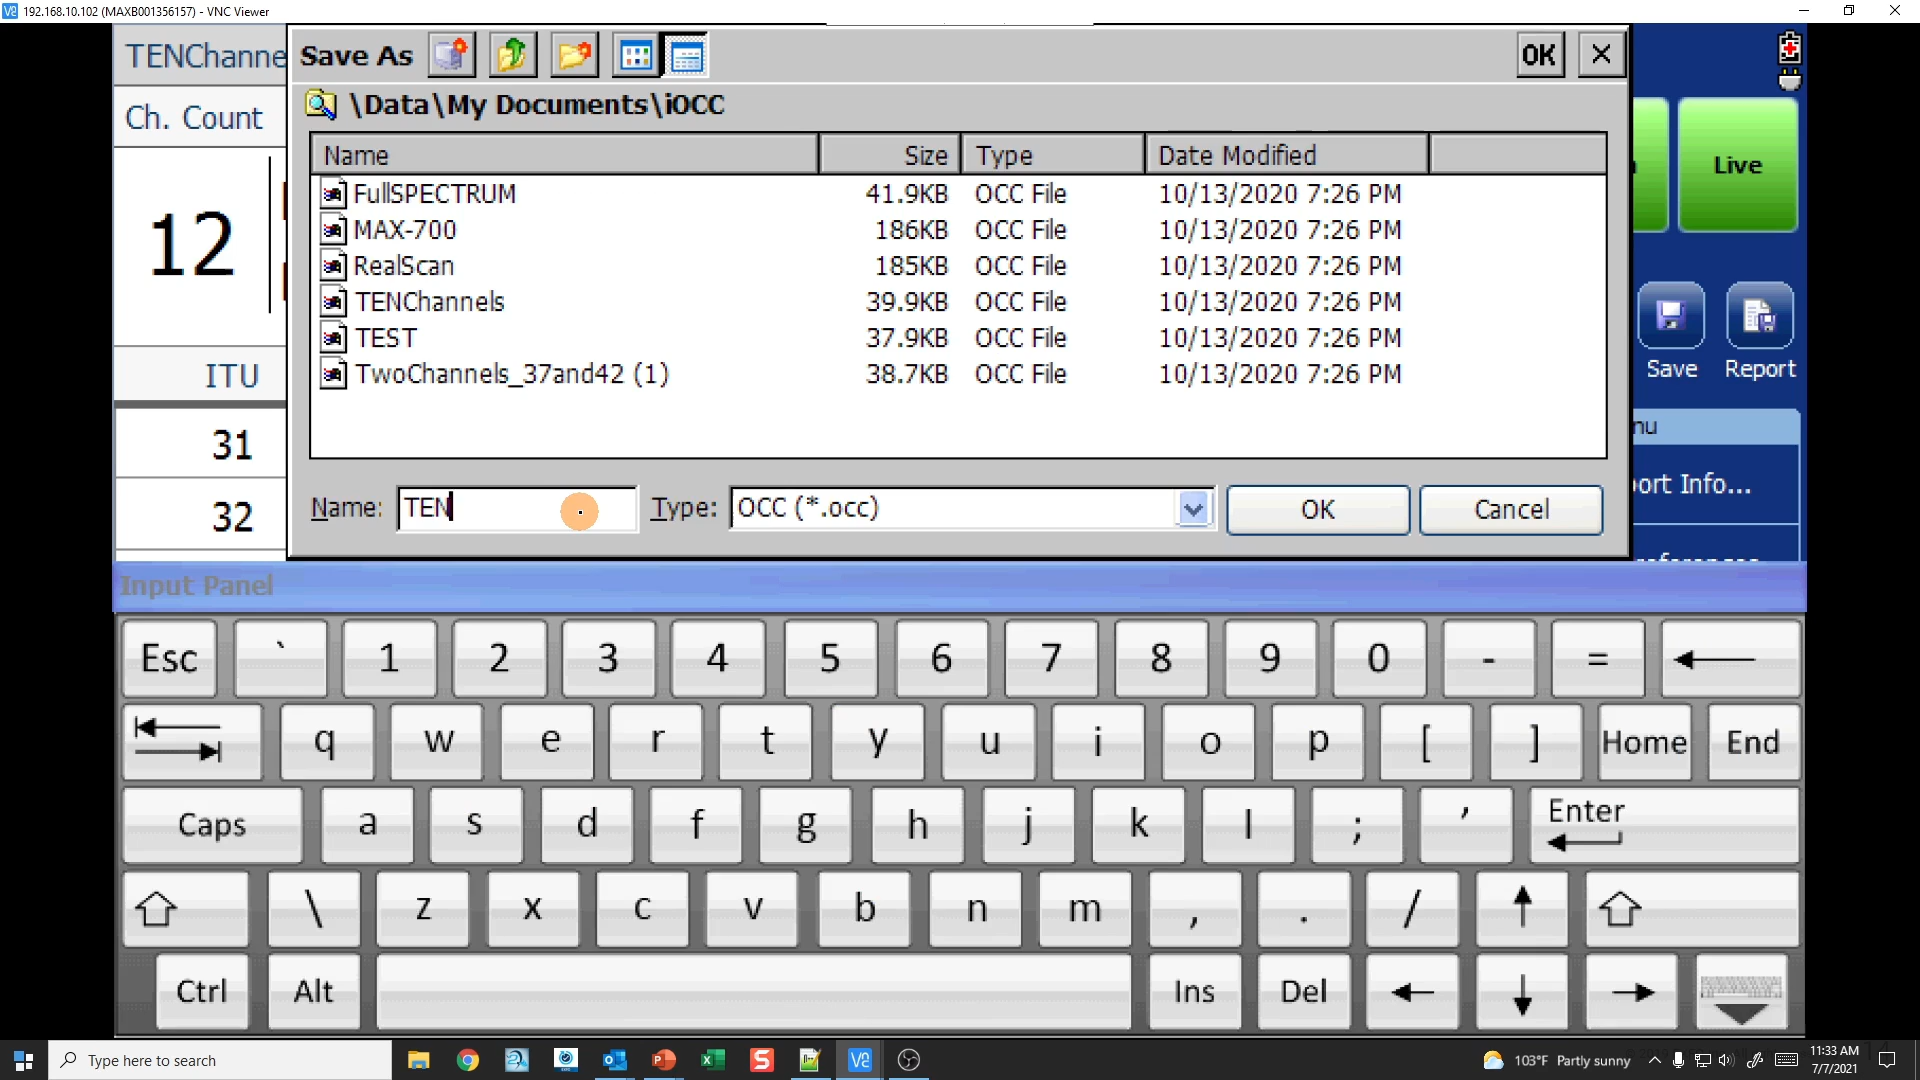 192.168.10.102 (MAXB001356157) - VNC Viewer
TENChanne
Save As
OK
\Data\My Documents\iOCC
Ch. Count
Name Size Type Date Modified
FullSPECTRUM 41.9KB OCC File 10/13/2020 7:26 PM
MAX-700 186KB OCC File 10/13/2020 7:26 PM
RealScan 185KB OCC File 10/13/2020 7:26 PM
TENChannels 39.9KB OCC File 10/13/2020 7:26 PM
TEST 37.9KB OCC File 10/13/2020 7:26 PM
TwoChannels_37and42 (1) 38.7KB OCC File 10/13/2020 7:26 PM
12
Live
Save Report
ITU
31
32
nu
ort Info...
Name: TEN Type: OCC (*.occ) OK Cancel
Input Panel
Esc ` 1 2 3 4 5 6 7 8 9 0 - =
q w e r t y u i o p [ ] Home End
Caps a s d f g h j k l ; ' Enter
\ z x c v b n m , . /
Ctrl Alt Ins Del
Type here to search
103°F Partly sunny
11:33 AM
7/7/2021